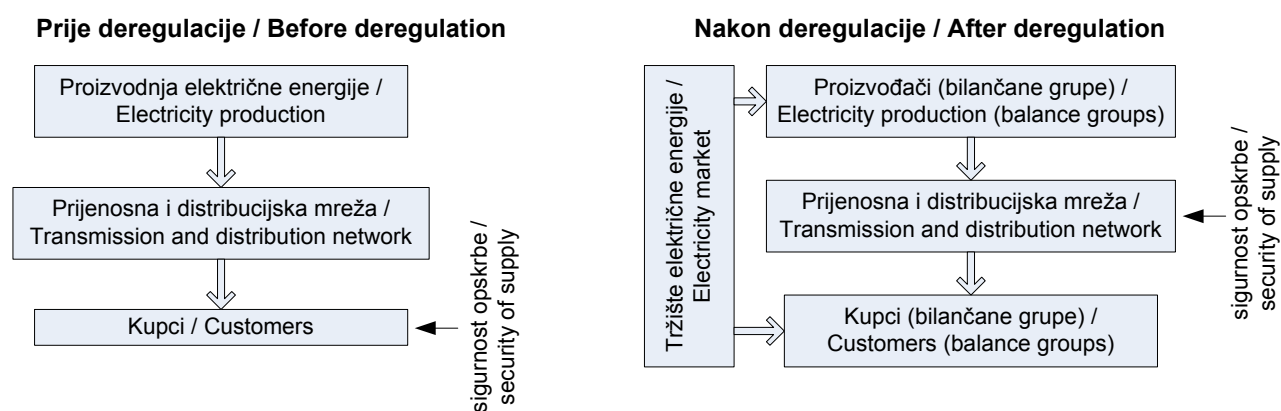 Prije deregulacije / Before deregulation
Proizvodnja električne energije /
Electricity production
Prijenosna i distribucijska mreža /
Transmission and distribution network
Kupci / Customers
sigurnost opskrbe /
security of supply
Nakon deregulacije / After deregulation
Tržište električne energije /
Electricity market
Proizvođači (bilančane grupe) /
Electricity production (balance groups)
Prijenosna i distribucijska mreža /
Transmission and distribution network
Kupci (bilančane grupe) /
Customers (balance groups)
sigurnost opskrbe /
security of supply